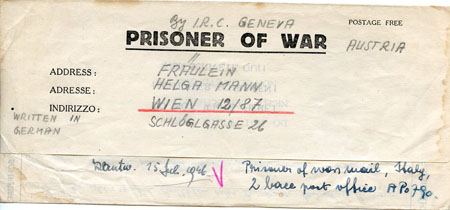 By I.R.C. GENEVA
POSTAGE FREE
PRISONER OF WAR
AUSTRIA
ADDRESS: FRÄULEIN
ADRESSE: HELGA MANN
INDIRIZZO: WIEN 12/87
SCHLÖGLGASSE 26
WRITTEN IN
GERMAN
15 1946
Prisoner of war mail, Italy,
2 base post office APO 790.